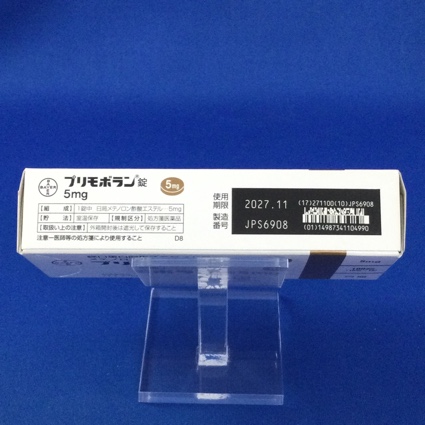 BAYER
プリモボラン®錠
5mg
5mg
組成 1錠中 日局メテノロン酢酸エステル 5mg
貯法 室温保存 【規制区分】 処方箋医薬品
【取扱い上の注意】 外箱開封後は遮光して保存すること
注意-医師等の処方箋により使用すること D8
使用期限 2027.11
製造番号 JPS6908
(17)271100(10)JPS6908
(01)14987341104990